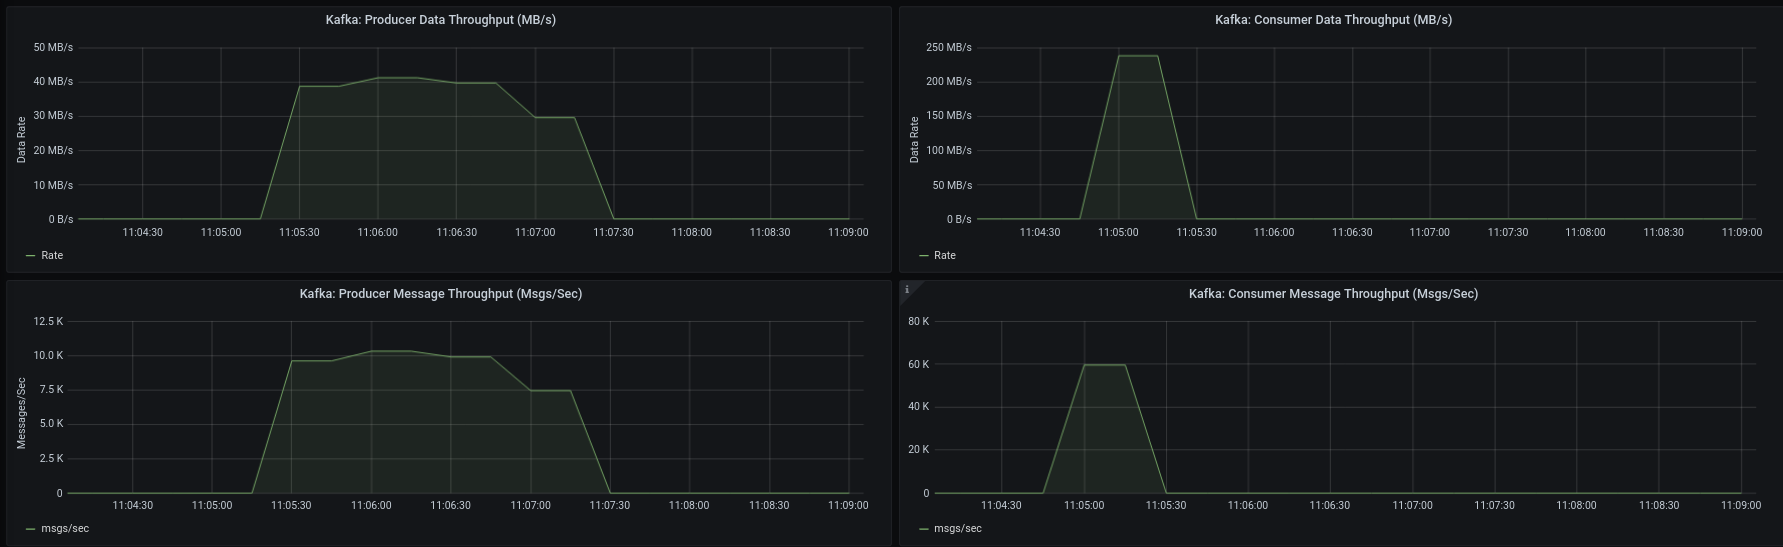 Kafka: Producer Data Throughput (MB/s)
50 MB/s
40 MB/s
30 MB/s
20 MB/s
10 MB/s
0 B/s
Data Rate
11:04:30 11:05:00 11:05:30 11:06:00 11:06:30 11:07:00 11:07:30 11:08:00 11:08:30 11:09:00
Rate
Kafka: Consumer Data Throughput (MB/s)
250 MB/s
200 MB/s
150 MB/s
100 MB/s
50 MB/s
0 B/s
Data Rate
11:04:30 11:05:00 11:05:30 11:06:00 11:06:30 11:07:00 11:07:30 11:08:00 11:08:30 11:09:00
Rate
Kafka: Producer Message Throughput (Msgs/Sec)
12.5 K
10.0 K
7.5 K
5.0 K
2.5 K
0
Messages/Sec
11:04:30 11:05:00 11:05:30 11:06:00 11:06:30 11:07:00 11:07:30 11:08:00 11:08:30 11:09:00
msgs/sec
i
Kafka: Consumer Message Throughput (Msgs/Sec)
80 K
60 K
40 K
20 K
0
11:04:30 11:05:00 11:05:30 11:06:00 11:06:30 11:07:00 11:07:30 11:08:00 11:08:30 11:09:00
msgs/sec